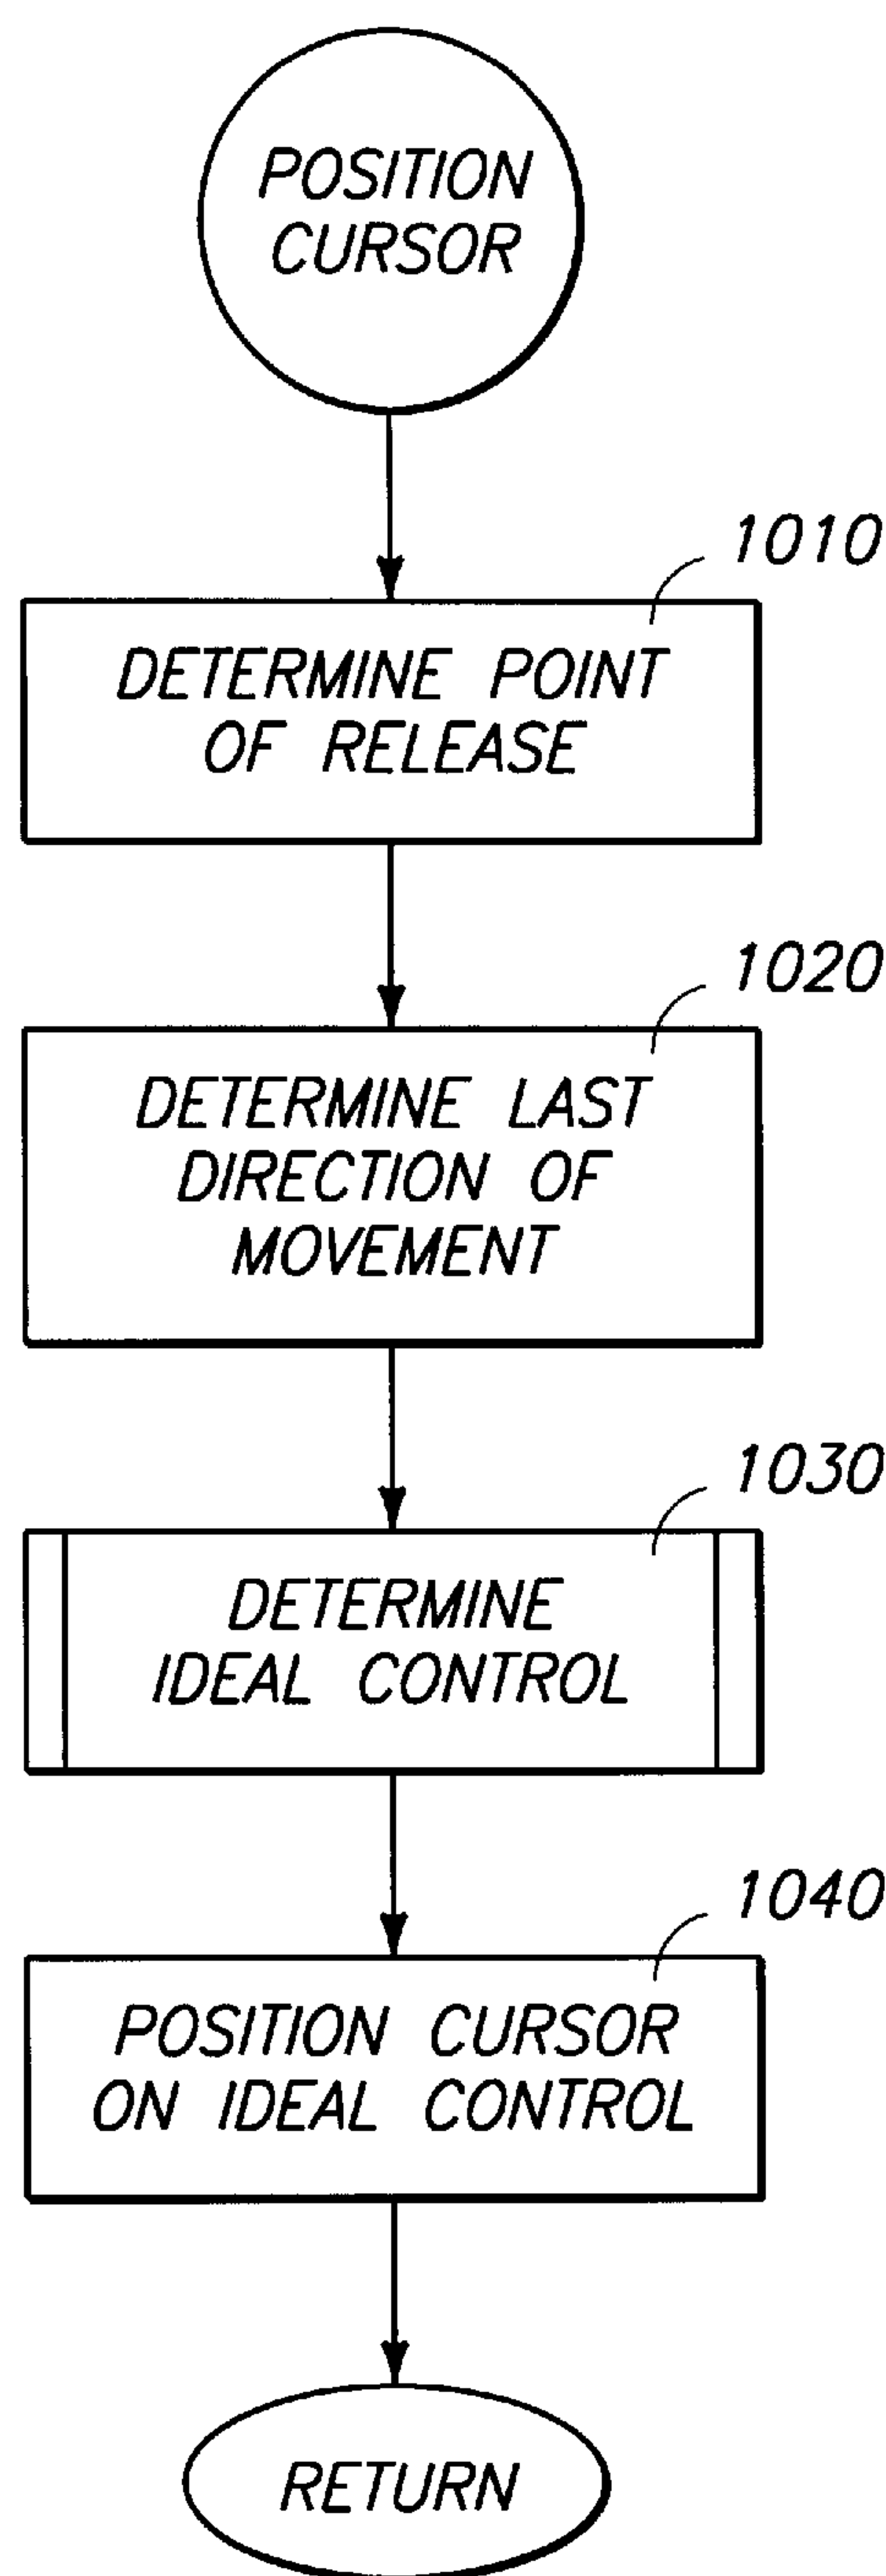 POSITION
CURSOR
1010
DETERMINE POINT
OF RELEASE
1020
DETERMINE LAST
DIRECTION OF
MOVEMENT
1030
DETERMINE
IDEAL CONTROL
1040
POSITION CURSOR
ON IDEAL CONTROL
RETURN